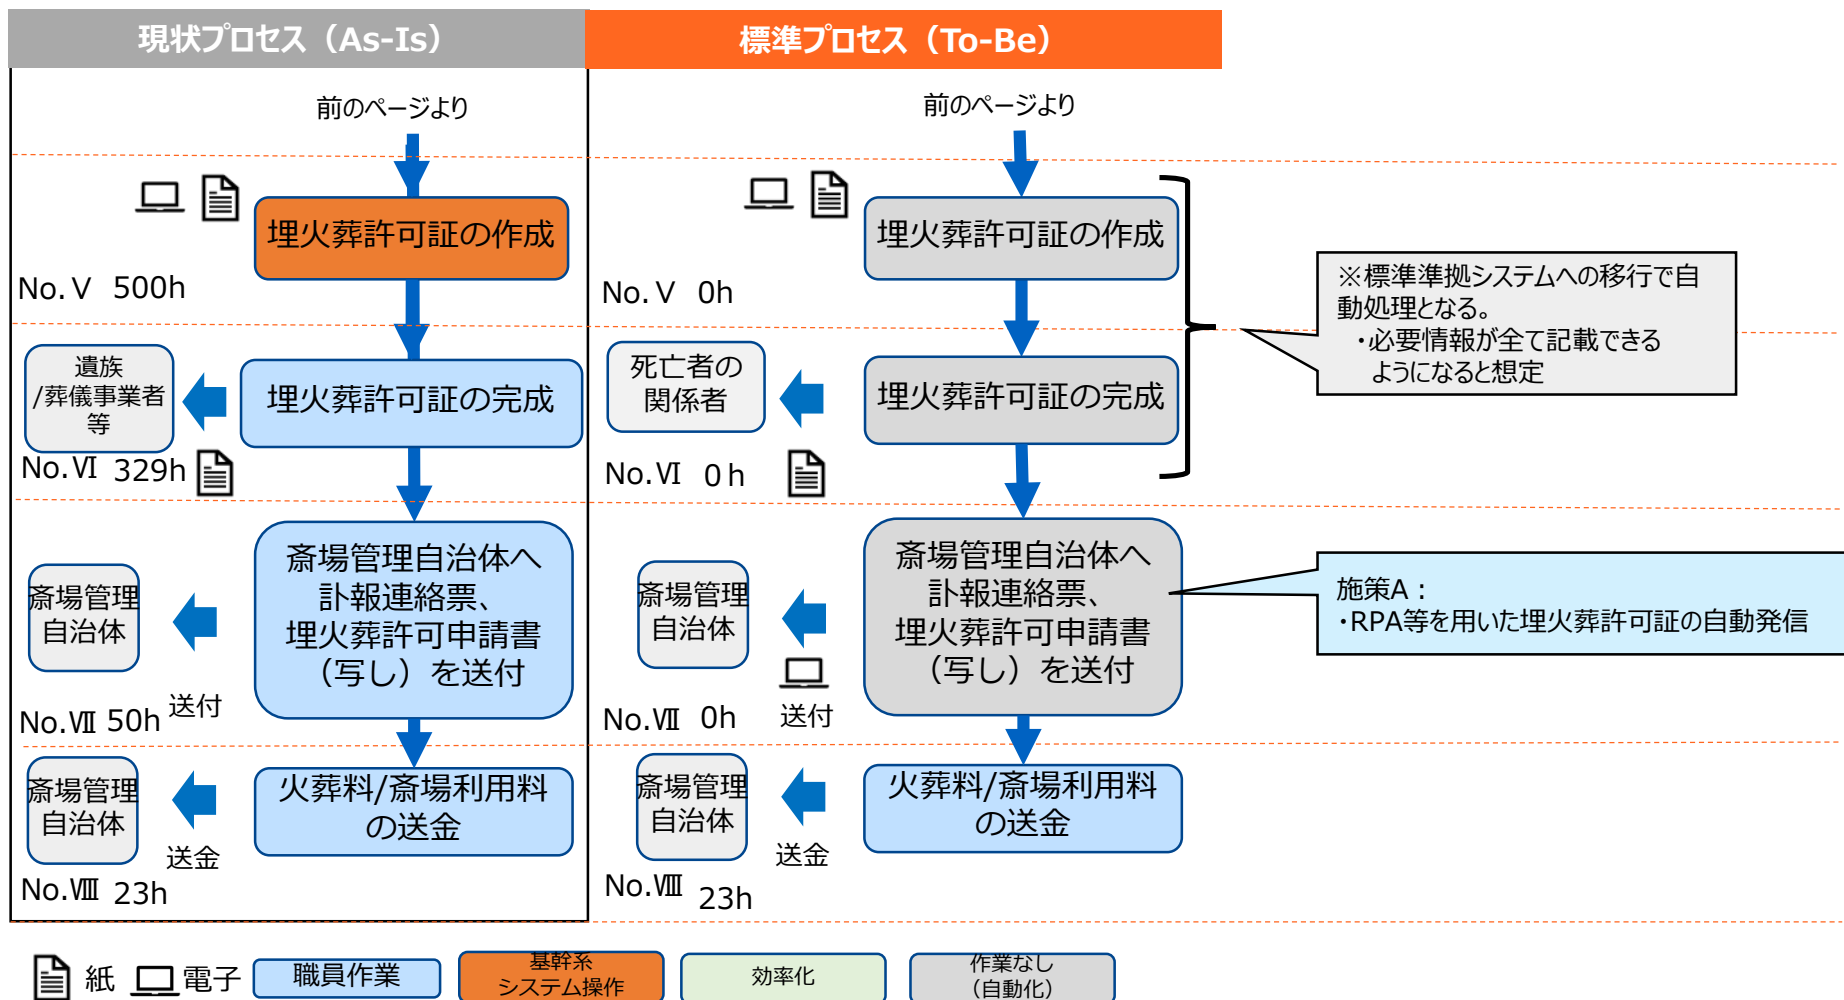 現状プロセス（As-Is）
標準プロセス（To-Be）
前のページより
前のページより
埋火葬許可証の作成
No.Ⅴ 500h
埋火葬許可証の作成
No.Ⅴ 0h
※標準準拠システムへの移行で自
動処理となる。
・必要情報が全て記載できる
ようになると想定
遺族
/葬儀事業者
等
埋火葬許可証の完成
No.Ⅵ 329h
死亡者の
関係者
埋火葬許可証の完成
No.Ⅵ 0h
斎場管理
自治体
斎場管理自治体へ
訃報連絡票、
埋火葬許可申請書
（写し）を送付
No.Ⅶ 50h
送付
斎場管理
自治体
斎場管理自治体へ
訃報連絡票、
埋火葬許可申請書
（写し）を送付
No.Ⅶ 0h
送付
施策A：
・RPA等を用いた埋火葬許可証の自動発信
斎場管理
自治体
火葬料/斎場利用料
の送金
送金
No.Ⅷ 23h
斎場管理
自治体
火葬料/斎場利用料
の送金
送金
No.Ⅷ 23h
紙
電子
職員作業
基幹系
システム操作
効率化
作業なし
（自動化）